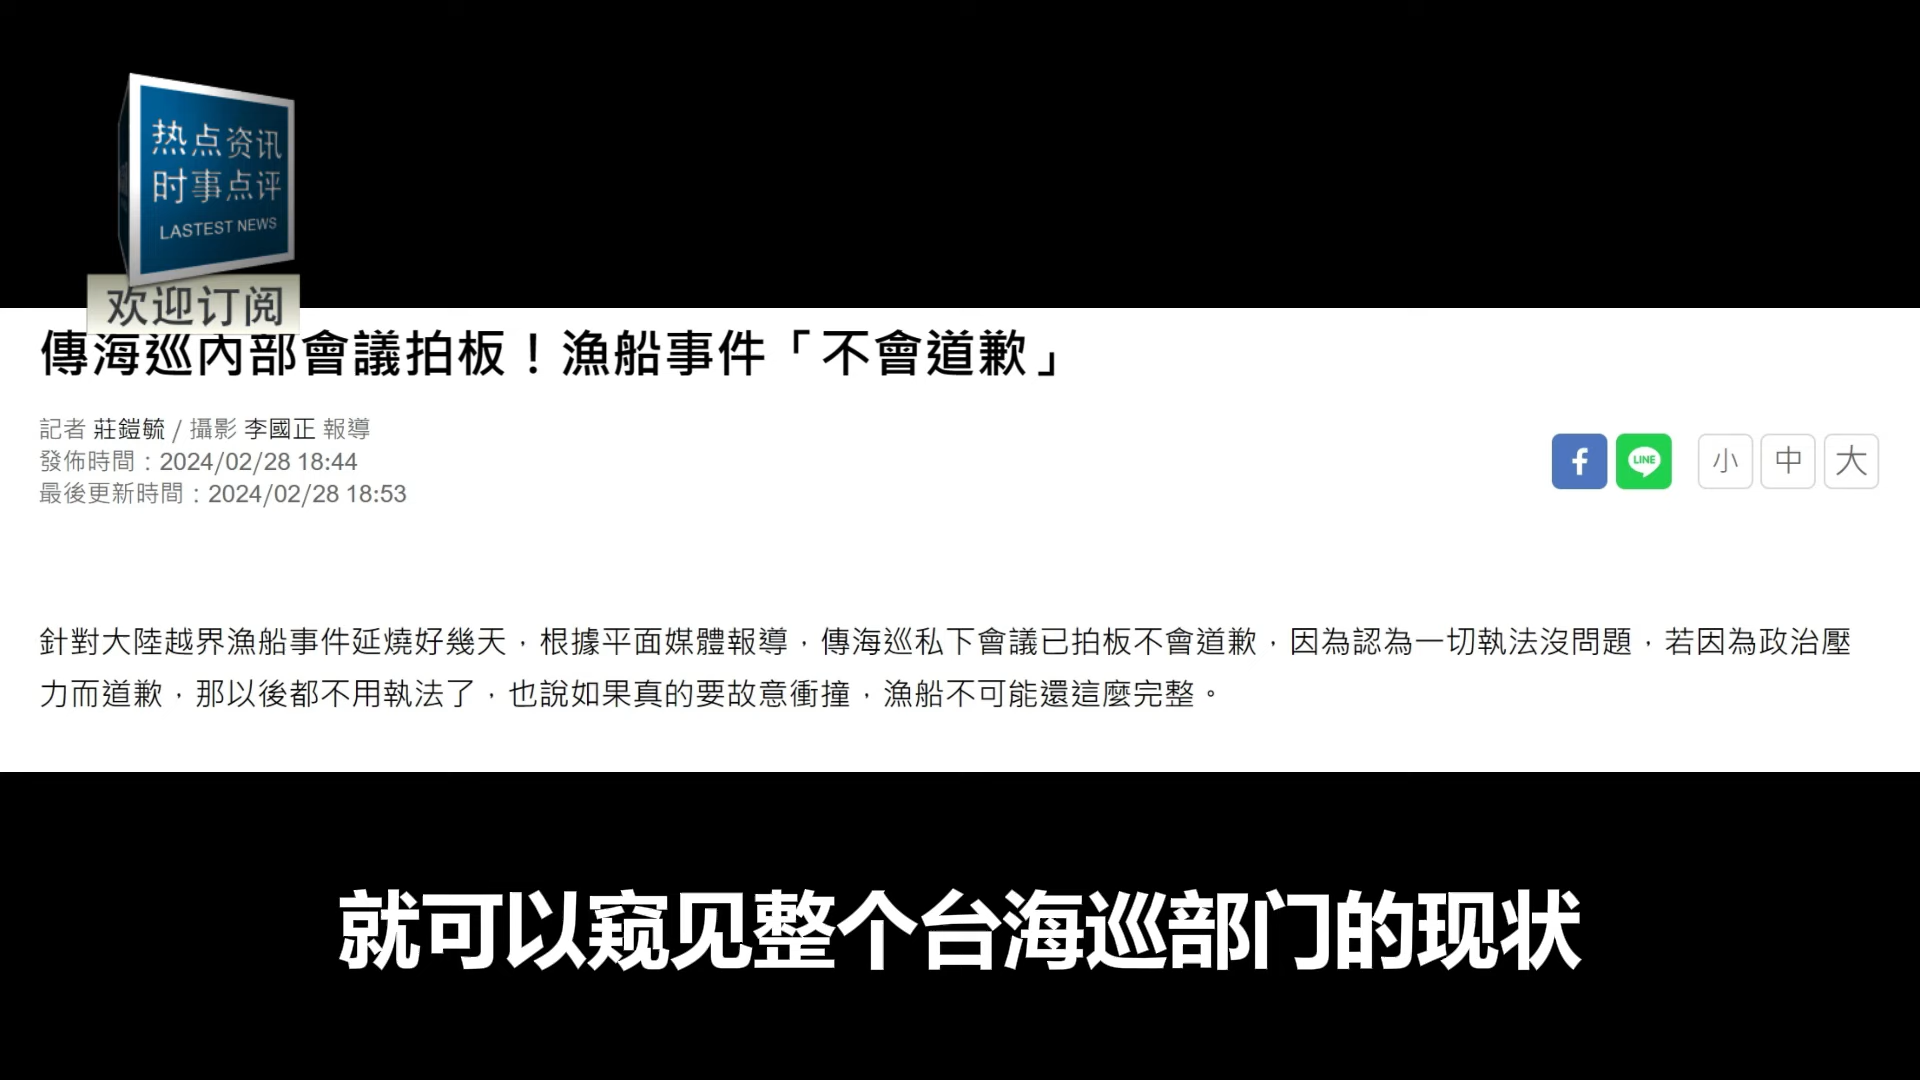 热点资讯
时事点评
LASTEST NEWS
欢迎订阅
傳海巡內部會議拍板！漁船事件「不會道歉」
記者 莊鎧毓 / 攝影 李國正 報導
發佈時間：2024/02/28 18:44
最後更新時間：2024/02/28 18:53
LINE
小 中 大
針對大陸越界漁船事件延燒好幾天，根據平面媒體報導，傳海巡私下會議已拍板不會道歉，因為認為一切執法沒問題，若因為政治壓
力而道歉，那以後都不用執法了，也說如果真的要故意衝撞，漁船不可能還這麼完整。
就可以窥见整个台海巡部门的现状